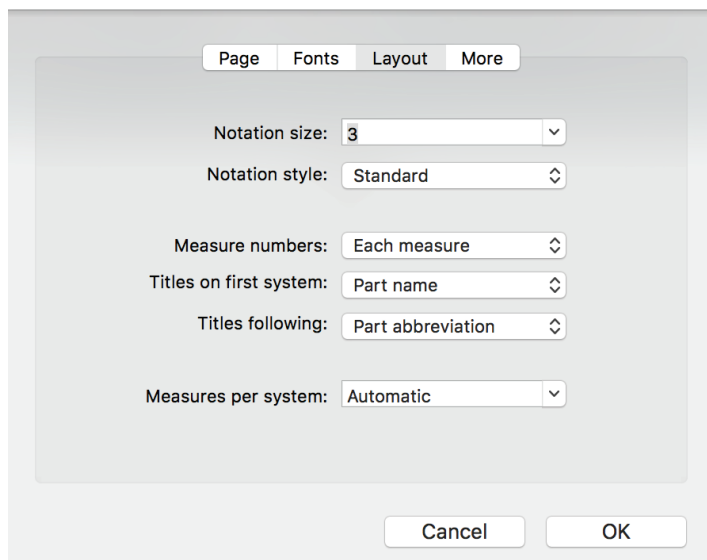 Page Fonts Layout More
Notation size: 3
Notation style: Standard
Measure numbers: Each measure
Titles on first system: Part name
Titles following: Part abbreviation
Measures per system: Automatic
Cancel OK